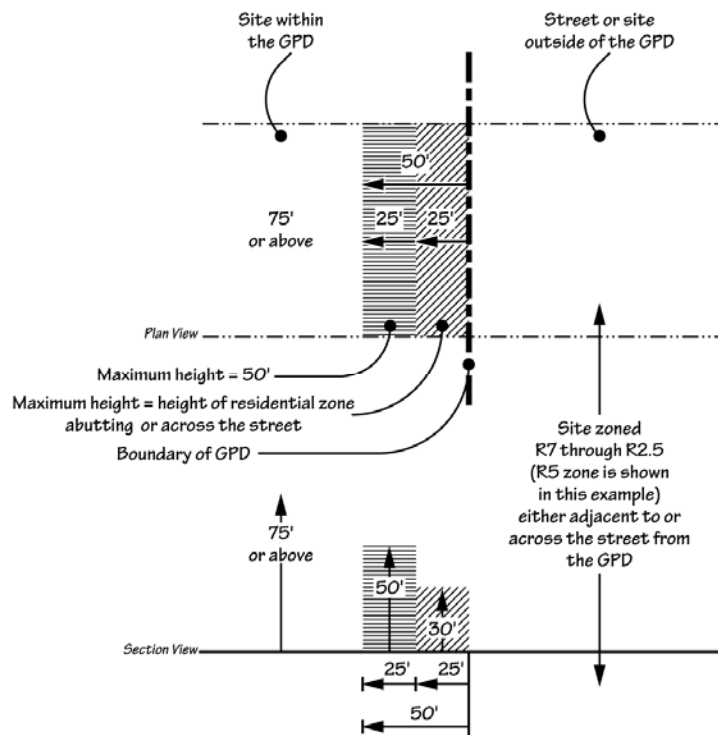 Site within
the GPD
Street or site
outside of the GPD
50'
25'
25'
75'
or above
Plan View
Maximum height = 50'
Maximum height = height of residential zone
abutting or across the street
Boundary of GPD
Site zoned
R7 through R2.5
(R5 zone is shown
in this example)
either adjacent to or
across the street from
the GPD
75'
or above
50'
30'
Section View
25'
25'
50'